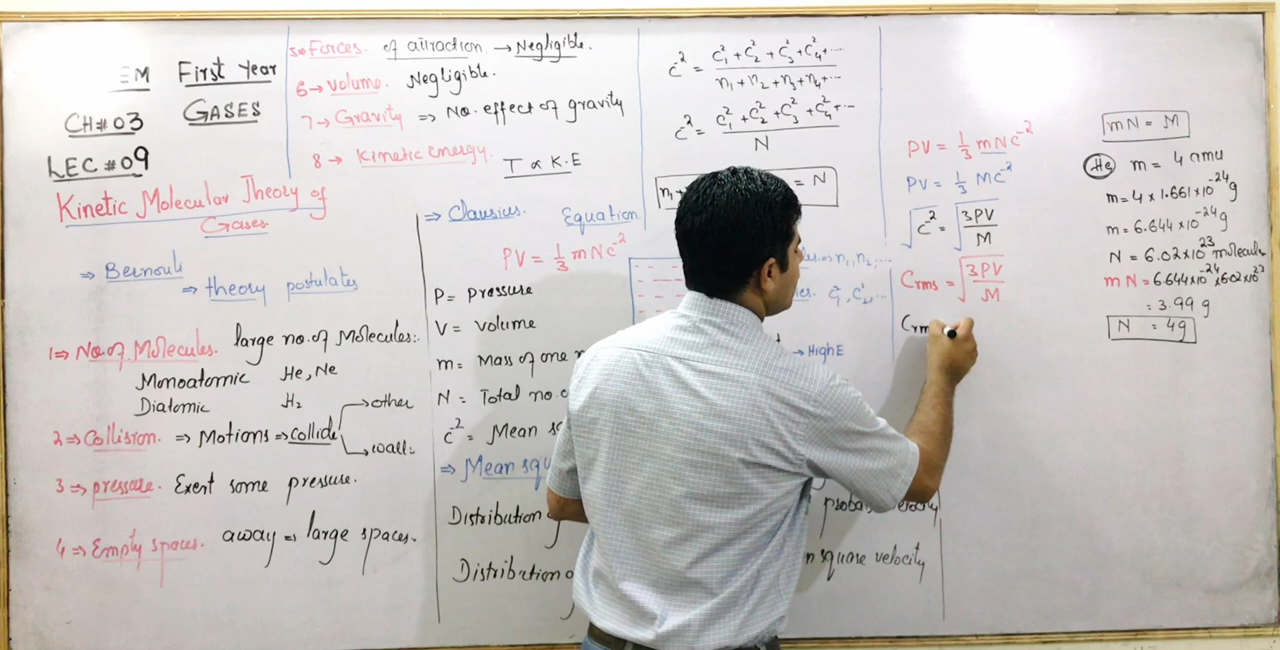 EM First Year
GASES
CH#03
LEC #09
Kinetic Molecular Theory of
Gases
⇒ Bernouli
⇒ theory postulates
1⇒ No. of Molecules. large no. of Molecules:.
Monoatomic He, Ne
Diatomic H₂
2⇒ Collision. ⇒ Motions ⇒ collide → other
→ wall:
3⇒ pressure. Exert some pressure.
4⇒ Empty spaces. away ⇒ large spaces.
5⇒ Forces. of attraction → Negligible.
6→ Volume. Negligible.
7→ Gravity ⇒ No. effect of gravity
8→ Kinetic Energy.
T ∝ K.E
⇒ Clausius. Equation
PV = 1/3 mNc̄²
P = pressure
V = volume
m = Mass of one
N = Total no.
c̄² = Mean
⇒ Mean squ
Distribution
Distribution
c̄² = (c₁² + c₂² + c₃² + c₄² + ...) / (n₁ + n₂ + n₃ + n₄ + ...)
c̄² = (c₁² + c₂² + c₃² + c₄² + ...) / N
= N
n₁, n₂, ...
c₁², c₂², ...
→ High E
square velocity
PV = 1/3 mNc̄²
PV = 1/3 Mc̄²
√c̄² = √(3PV/M)
Crms = √(3PV/M)
Crm
mN = M
He m = 4 amu
m = 4 × 1.661×10⁻²⁴ g
m = 6.644×10⁻²⁴ g
N = 6.02×10²³ molecules
mN = 6.644×10⁻²⁴ × 6.02×10²³
= 3.99 g
N = 4g